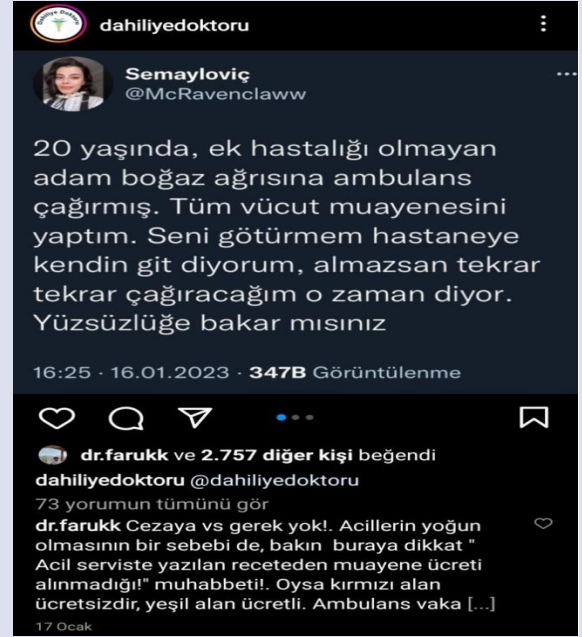 dahiliyedoktoru
Semayloviç
@McRavenclaww
20 yaşında, ek hastalığı olmayan
adam boğaz ağrısına ambulans
çağırmış. Tüm vücut muayenesini
yaptım. Seni götürmem hastaneye
kendin git diyorum, almazsan tekrar
tekrar çağıracağım o zaman diyor.
Yüzsüzlüğe bakar mısınız
16:25 · 16.01.2023 · 347B Görüntülenme
dr.farukk ve 2.757 diğer kişi beğendi
dahiliyedoktoru @dahiliyedoktoru
73 yorumun tümünü gör
dr.farukk Cezaya vs gerek yok!. Acillerin yoğun
olmasının bir sebebi de, bakın buraya dikkat "
Acil serviste yazılan receteden muayene ücreti
alınmadığı!" muhabbeti!. Oysa kırmızı alan
ücretsizdir, yeşil alan ücretli. Ambulans vaka [...]
17 Ocak